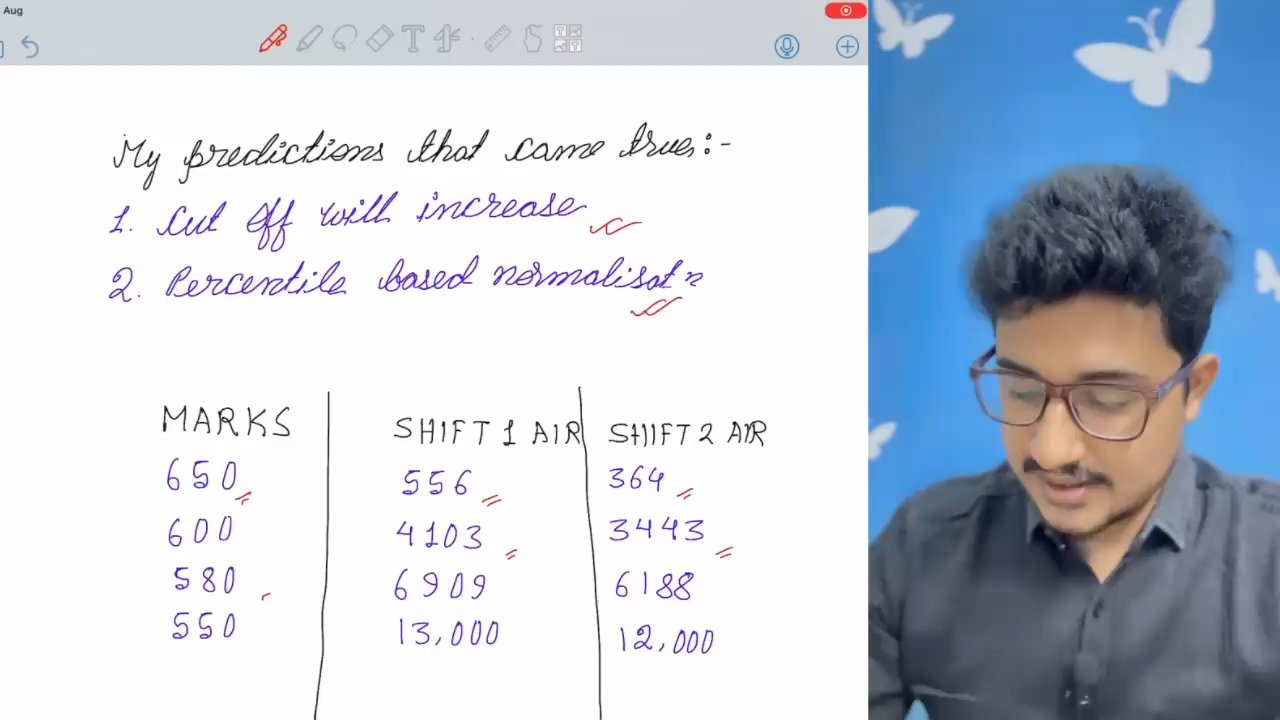 Aug
My predictions that came true:-
1. Cut off will increase
2. Percentile based normalisatn
MARKS SHIFT 1 AIR SHIFT 2 AIR
650 556 364
600 4103 3443
580 6909 6188
550 13,000 12,000